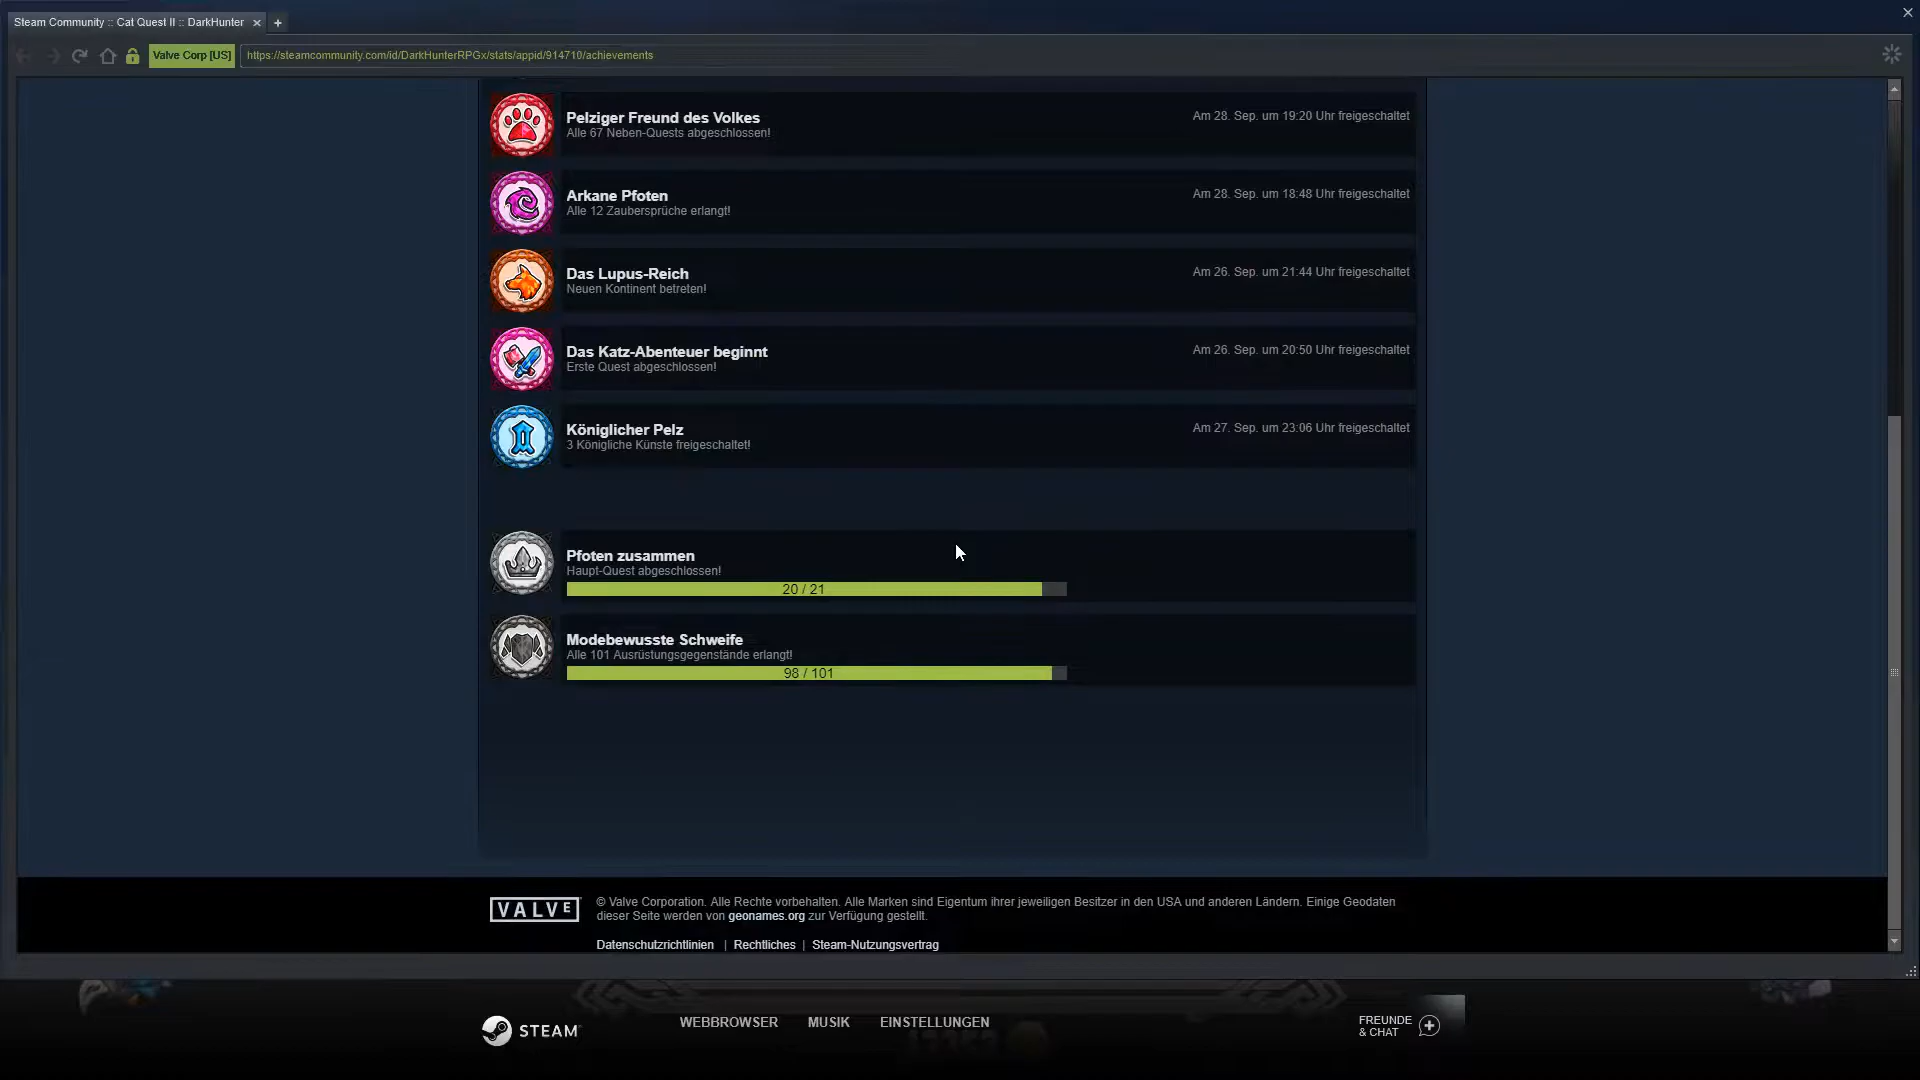 Steam Community :: Cat Quest II :: DarkHunter
Valve Corp [US]
https://steamcommunity.com/id/DarkHunterRPGx/stats/appid/914710/achievements
Pelziger Freund des Volkes
Am 28. Sep. um 19:20 Uhr freigeschaltet
Alle 67 Neben-Quests abgeschlossen!
Arkane Pfoten
Am 28. Sep. um 18:48 Uhr freigeschaltet
Alle 12 Zaubersprüche erlangt!
Das Lupus-Reich
Am 26. Sep. um 21:44 Uhr freigeschaltet
Neuen Kontinent betreten!
Das Katz-Abenteuer beginnt
Am 26. Sep. um 20:50 Uhr freigeschaltet
Erste Quest abgeschlossen!
Königlicher Pelz
Am 27. Sep. um 23:06 Uhr freigeschaltet
3 Königliche Künste freigeschaltet!
Pfoten zusammen
Haupt-Quest abgeschlossen!
20 / 21
Modebewusste Schweife
Alle 101 Ausrüstungsgegenstände erlangt!
98 / 101
VALVE
© Valve Corporation. Alle Rechte vorbehalten. Alle Marken sind Eigentum ihrer jeweiligen Besitzer in den USA und anderen Ländern. Einige Geodaten
dieser Seite werden von geonames.org zur Verfügung gestellt.
Datenschutzrichtlinien | Rechtliches | Steam-Nutzungsvertrag
STEAM
WEBBROWSER MUSIK EINSTELLUNGEN
FREUNDE
& CHAT